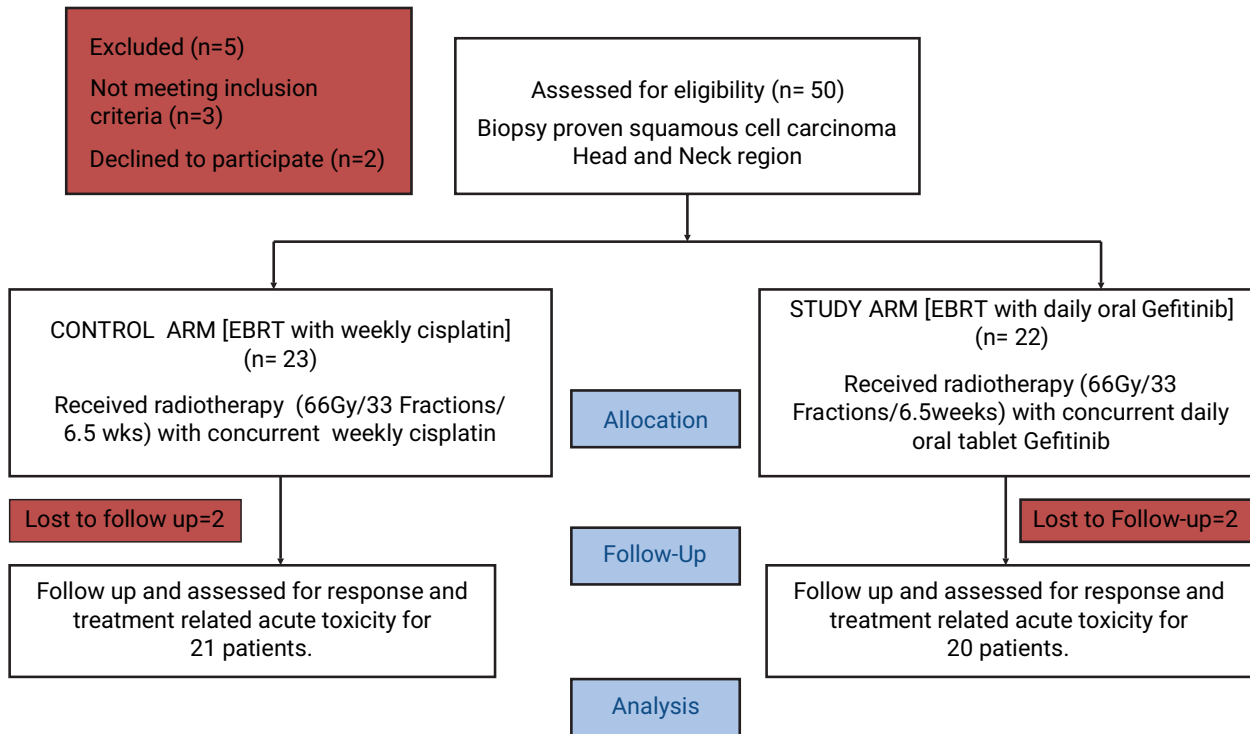 Excluded (n=5)
Not meeting inclusion
criteria (n=3)
Declined to participate (n=2)
Assessed for eligibility (n= 50)
Biopsy proven squamous cell carcinoma
Head and Neck region
CONTROL ARM [EBRT with weekly cisplatin]
(n= 23)
Received radiotherapy (66Gy/33 Fractions/
6.5 wks) with concurrent weekly cisplatin
Allocation
STUDY ARM [EBRT with daily oral Gefitinib]
(n= 22)
Received radiotherapy (66Gy/33
Fractions/6.5weeks) with concurrent daily
oral tablet Gefitinib
Lost to follow up=2
Follow-Up
Lost to Follow-up=2
Follow up and assessed for response and
treatment related acute toxicity for
21 patients.
Follow up and assessed for response and
treatment related acute toxicity for
20 patients.
Analysis